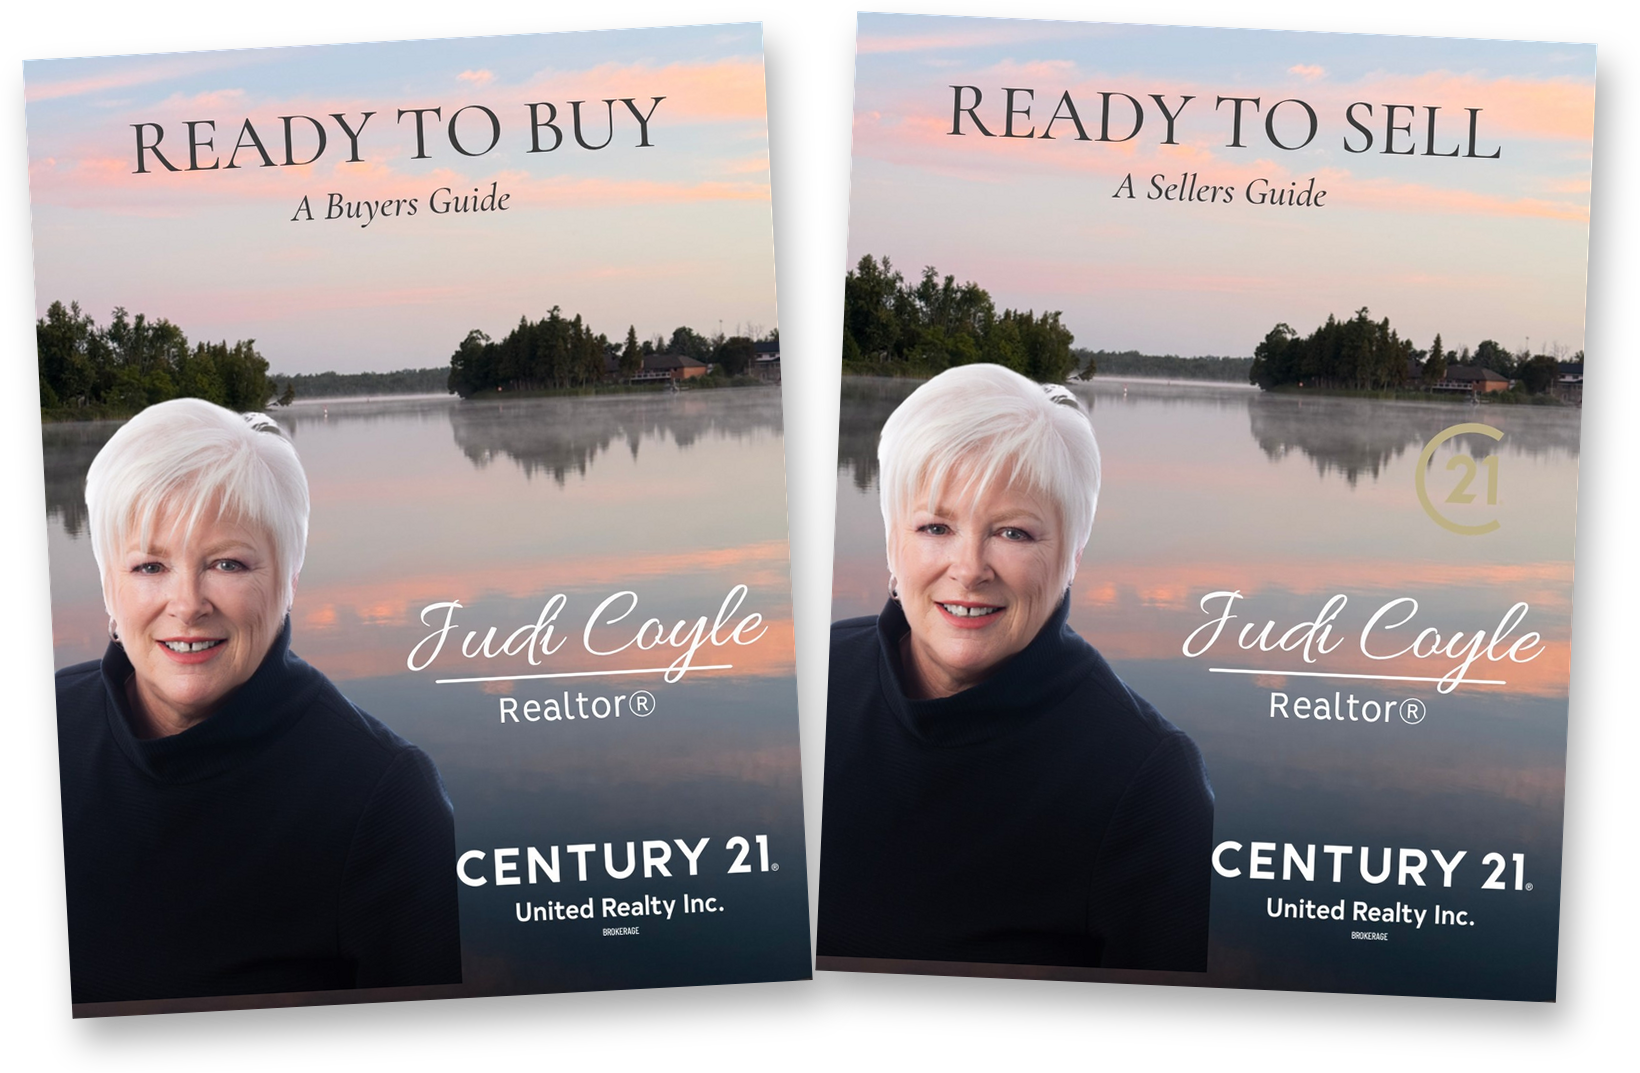 READY TO BUY
A Buyers Guide
Judi Coyle
Realtor®
CENTURY 21®
United Realty Inc.
BROKERAGE
READY TO SELL
A Sellers Guide
C21
Judi Coyle
Realtor®
CENTURY 21®
United Realty Inc.
BROKERAGE